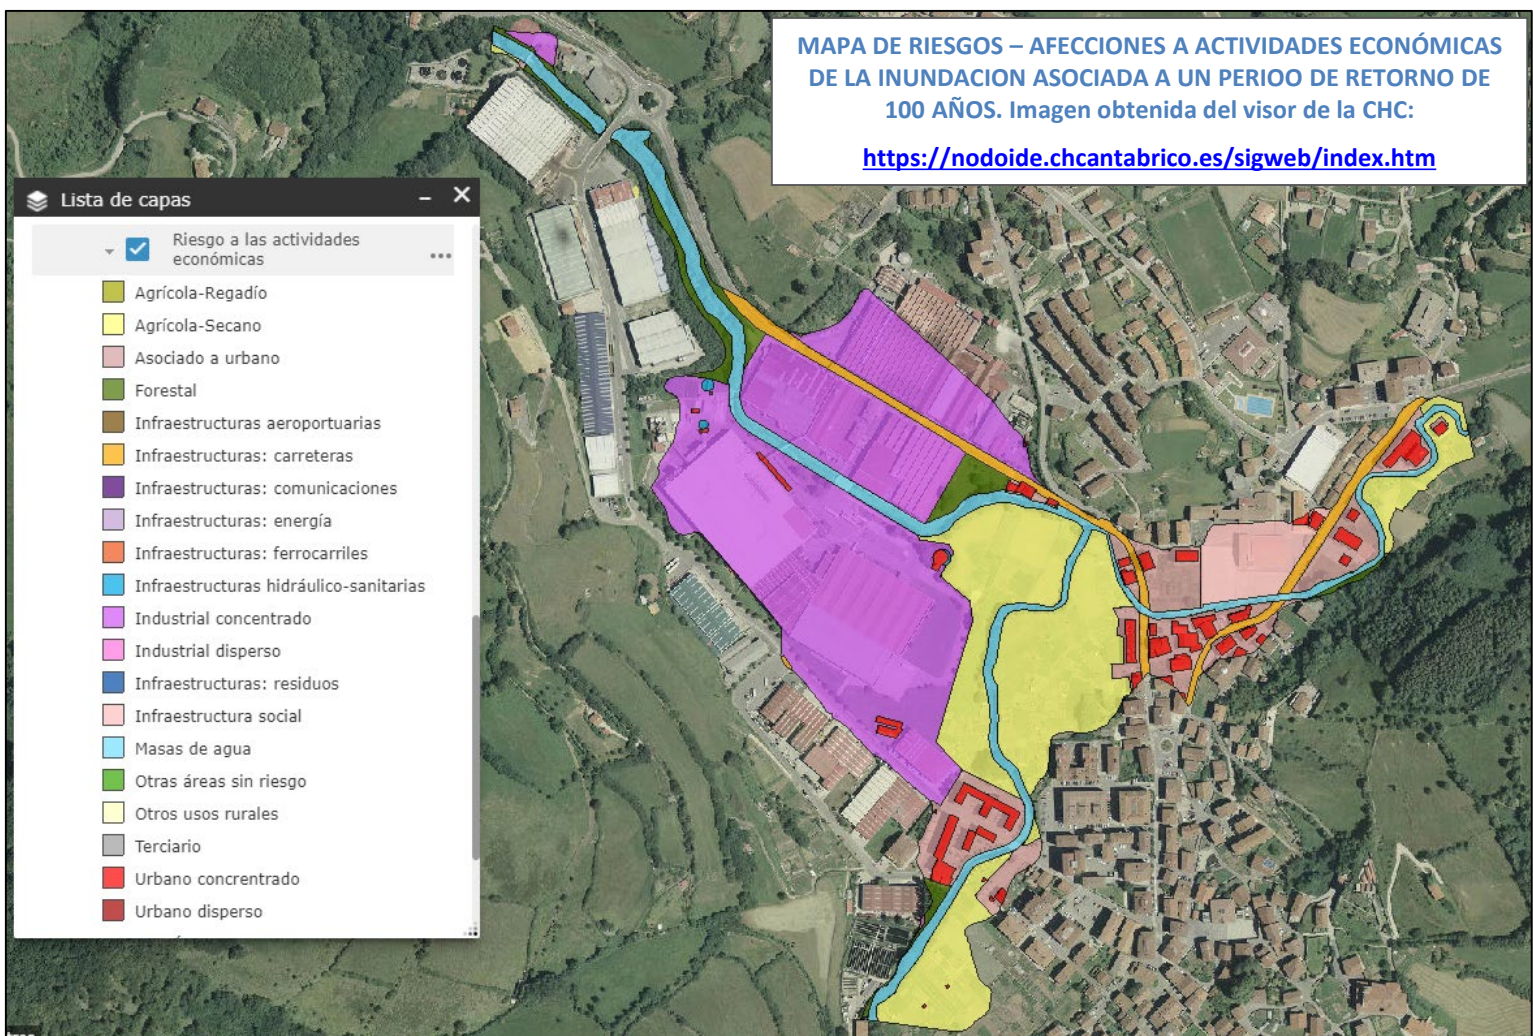 MAPA DE RIESGOS – AFECCIONES A ACTIVIDADES ECONÓMICAS
DE LA INUNDACION ASOCIADA A UN PERIOO DE RETORNO DE
100 AÑOS. Imagen obtenida del visor de la CHC:
https://nodoide.chcantabrico.es/sigweb/index.htm
Lista de capas
Riesgo a las actividades
económicas
Agrícola-Regadío
Agrícola-Secano
Asociado a urbano
Forestal
Infraestructuras aeroportuarias
Infraestructuras: carreteras
Infraestructuras: comunicaciones
Infraestructuras: energía
Infraestructuras: ferrocarriles
Infraestructuras hidráulico-sanitarias
Industrial concentrado
Industrial disperso
Infraestructuras: residuos
Infraestructura social
Masas de agua
Otras áreas sin riesgo
Otros usos rurales
Terciario
Urbano concrentrado
Urbano disperso